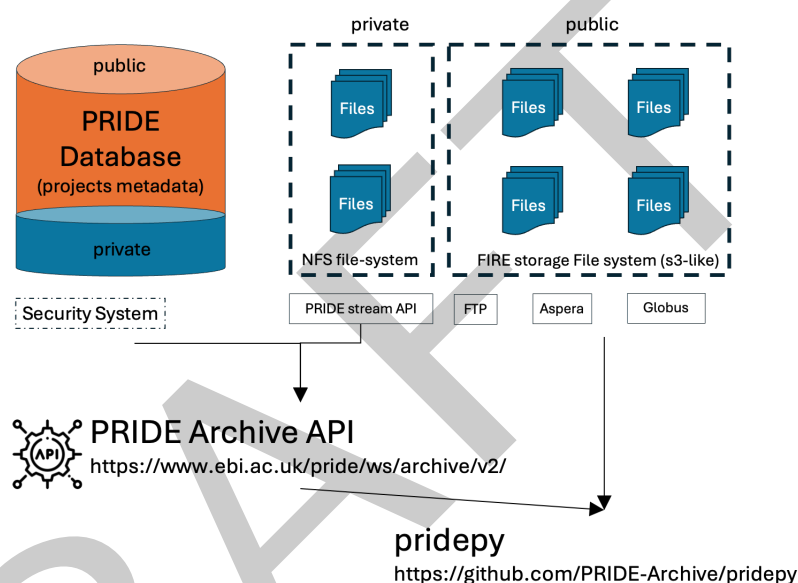 private
public
public
PRIDE
Database
(projects metadata)
private
Files
Files
Files
Files
Files
Files
NFS file-system
FIRE storage File system (s3-like)
Security System
PRIDE stream API
FTP
Aspera
Globus
API
PRIDE Archive API
https://www.ebi.ac.uk/pride/ws/archive/v2/
pridepy
https://github.com/PRIDE-Archive/pridepy